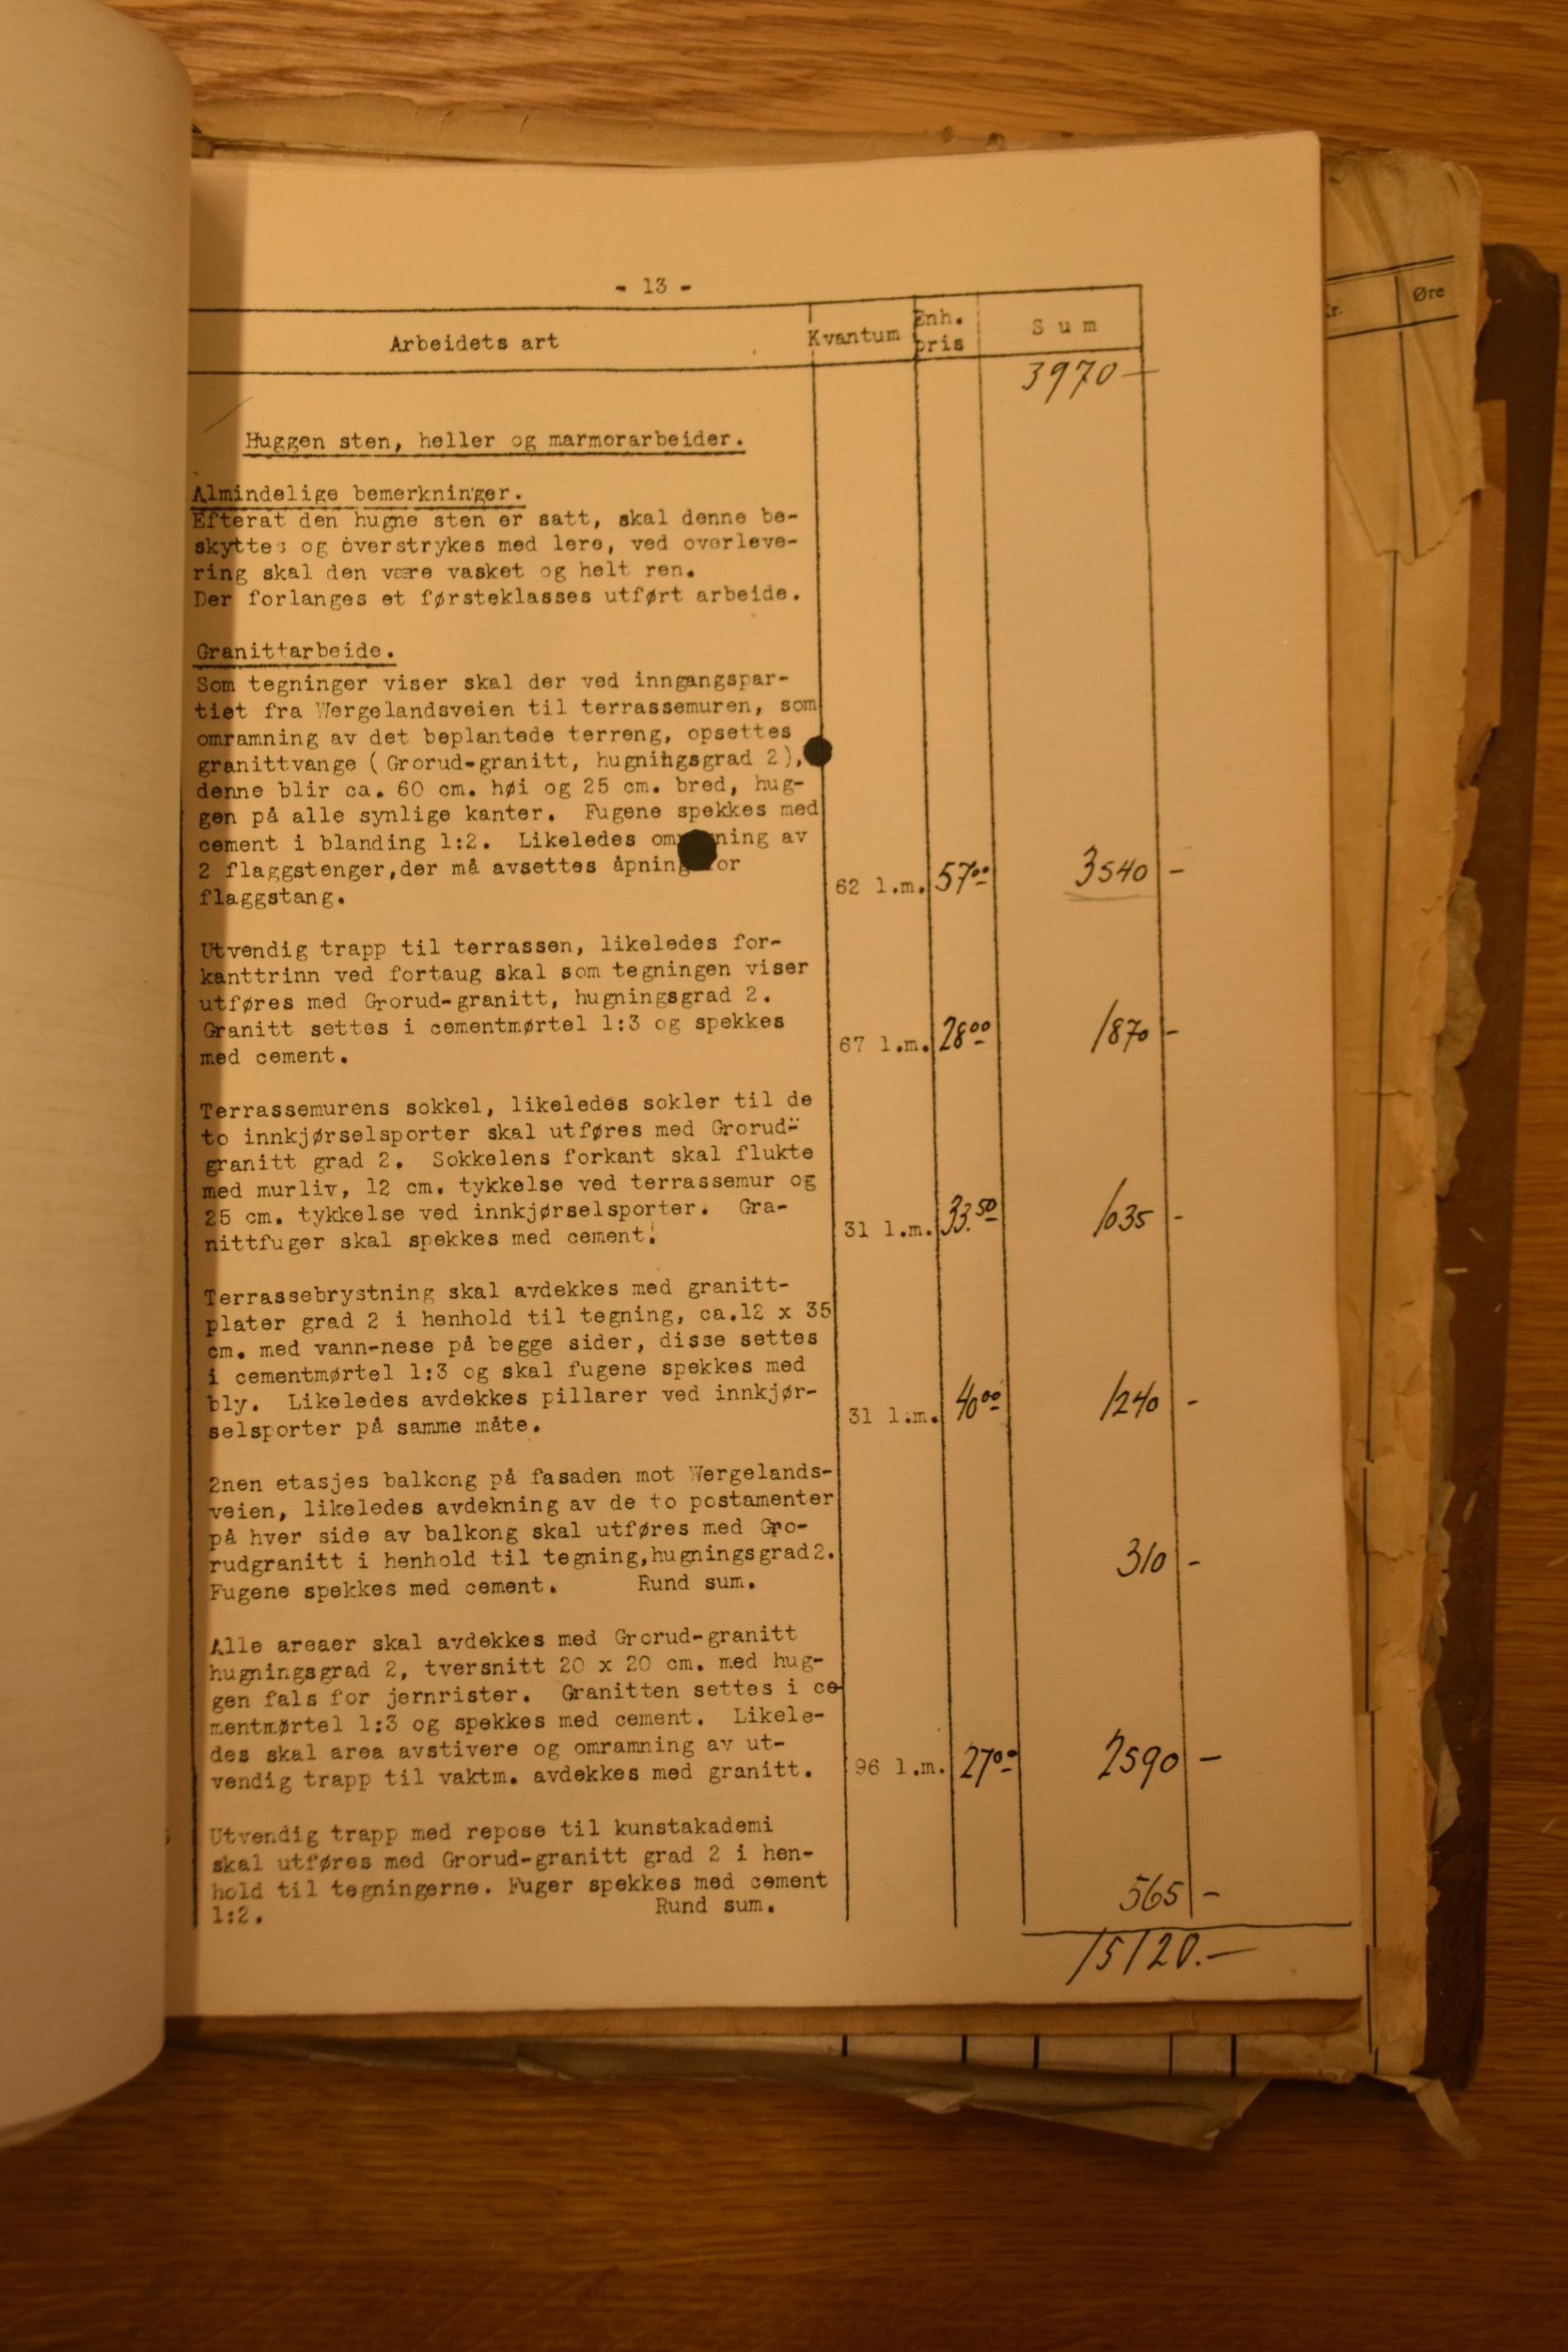 - 13 -
Arbeidets art Kvantum Enh. pris Sum
3970 -
Huggen sten, heller og marmorarbeider.
Almindelige bemerkninger.
Efterat den hugne sten er satt, skal denne be-
skyttes og overstrykes med lere, ved overleve-
ring skal den være vasket og helt ren.
Der forlanges et førsteklasses utført arbeide.
Granittarbeide.
Som tegninger viser skal der ved inngangspar-
tiet fra Wergelandsveien til terrassemuren, som
omramning av det beplantede terreng, opsettes
granittvange (Grorud-granitt, hugningsgrad 2),
denne blir ca. 60 cm. høi og 25 cm. bred, hug-
gen på alle synlige kanter. Fugene spekkes med
cement i blanding 1:2. Likeledes av
2 flaggstenger,der må avsettes
flaggstang. 62 l.m. 57.00 3540 -
Utvendig trapp til terrassen, likeledes for-
kanttrinn ved fortaug skal som tegningen viser
utføres med Grorud-granitt, hugningsgrad 2.
Granitt settes i cementmørtel 1:3 og spekkes
med cement. 67 l.m. 28.00 1870 -
Terrassemurens sokkel, likeledes sokler til de
to innkjørselsporter skal utføres med Grorud-
granitt grad 2. Sokkelens forkant skal flukte
med murliv, 12 cm. tykkelse ved terrassemur og
25 cm. tykkelse ved innkjørselsporter. Gra-
nittfuger skal spekkes med cement. 31 l.m. 33.50 1035 -
Terrassebrystning skal avdekkes med granitt-
plater grad 2 i henhold til tegning, ca.12 x 35
cm. med vann-nese på begge sider, disse settes
i cementmørtel 1:3 og skal fugene spekkes med
bly. Likeledes avdekkes pillarer ved innkjør-
selsporter på samme måte. 31 l.m. 40.00 1240 -
2nen etasjes balkong på fasaden mot Wergelands-
veien, likeledes avdekning av de to postamenter
på hver side av balkong skal utføres med Gro-
rudgranitt i henhold til tegning,hugningsgrad2.
Fugene spekkes med cement. Rund sum. 310 -
Alle areaer skal avdekkes med Grorud-granitt
hugningsgrad 2, tversnitt 20 x 20 cm. med hug-
gen fals for jernrister. Granitten settes i ce-
mentmørtel 1:3 og spekkes med cement. Likele-
des skal area avstivere og omramning av ut-
vendig trapp til vaktm. avdekkes med granitt. 96 l.m. 27.00 2590 -
Utvendig trapp med repose til kunstakademi
skal utføres med Grorud-granitt grad 2 i hen-
hold til tegningerne. Fuger spekkes med cement
1:2. Rund sum. 565 -
15120.-
Øre